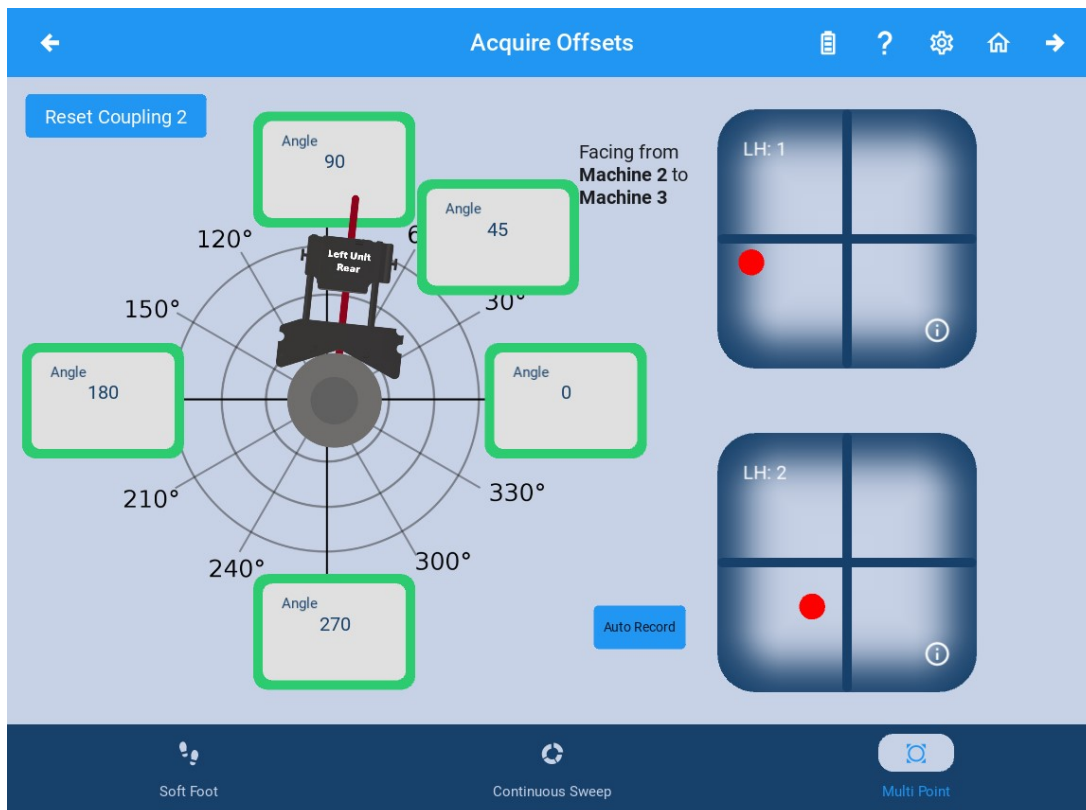 Acquire Offsets
?
Reset Coupling 2
Angle
90
Facing from
Machine 2 to
Machine 3
Angle
45
LH: 1
120°
6
Left Unit
Rear
150°
30°
Angle
180
Angle
0
210°
330°
LH: 2
240°
300°
Angle
270
Auto Record
Soft Foot
Continuous Sweep
Multi Point